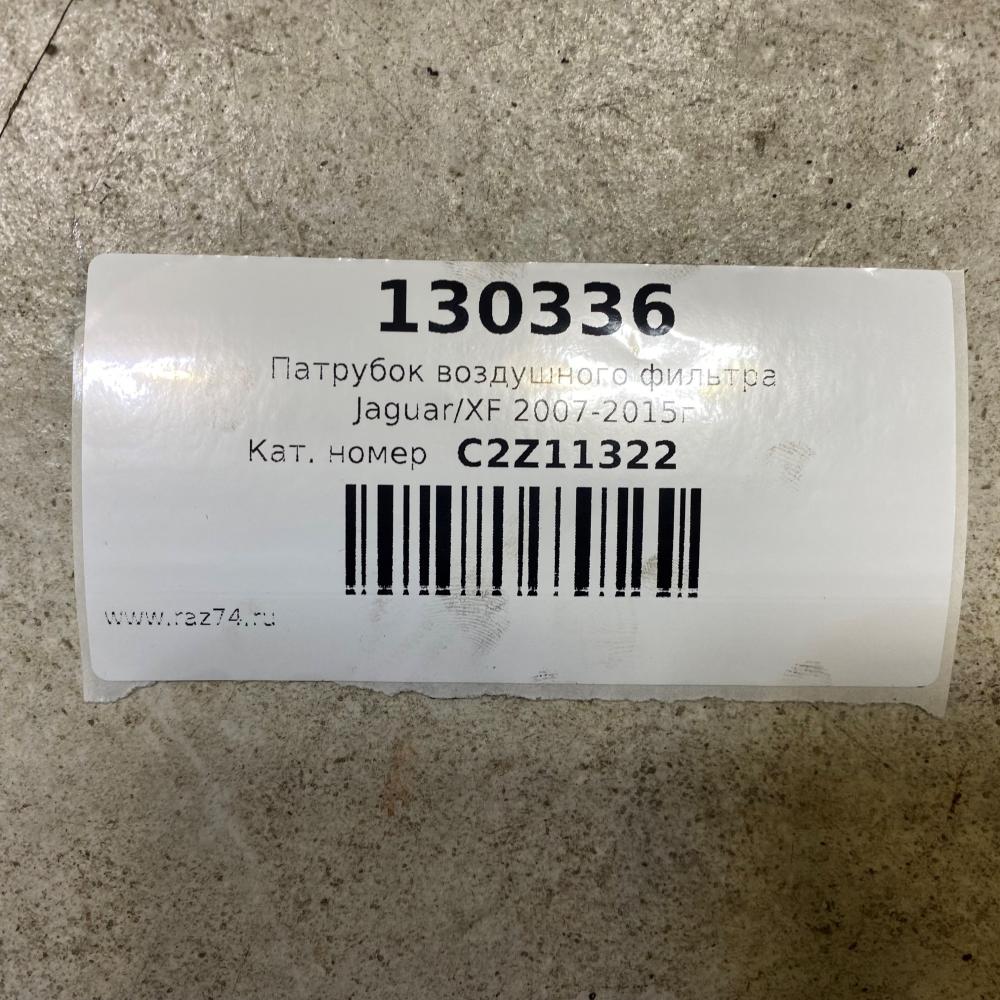 130336
Патрубок воздушного фильтра
Jaguar/XF 2007-2015г
Кат. номер C2Z11322
www.raz74.ru